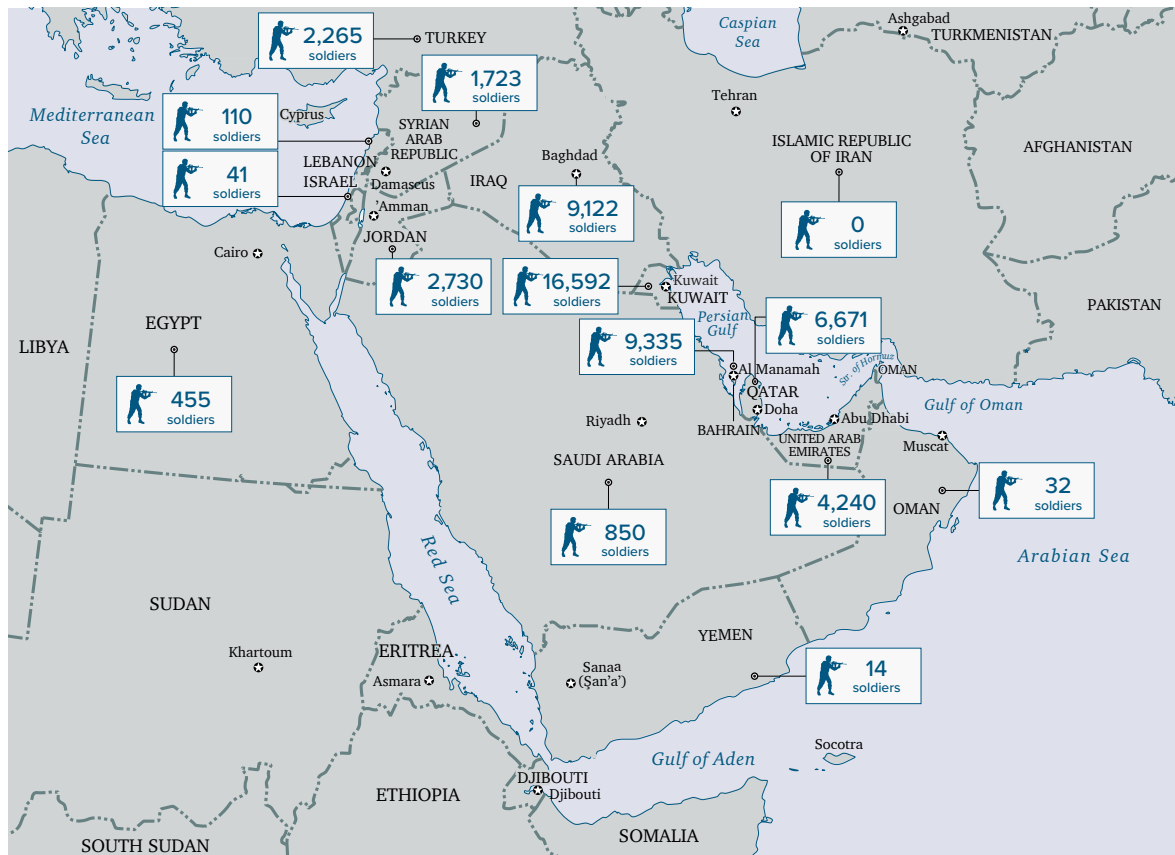 Caspian
Sea
Ashgabad
TURKMENISTAN
2,265
soldiers
TURKEY
1,723
soldiers
Tehran
Mediterranean
Sea
110
soldiers
Cyprus
SYRIAN
ARAB
REPUBLIC
ISLAMIC REPUBLIC
OF IRAN
AFGHANISTAN
41
soldiers
LEBANON
ISRAEL
Damascus
IRAQ
Baghdad
'Amman
9,122
soldiers
0
soldiers
Cairo
JORDAN
2,730
soldiers
16,592
soldiers
Kuwait
KUWAIT
PAKISTAN
Persian
Gulf
6,671
soldiers
EGYPT
LIBYA
9,335
soldiers
Str. of Hormuz
Al Manamah
OMAN
455
soldiers
QATAR
Doha
Gulf of Oman
Riyadh
BAHRAIN
Abu Dhabi
UNITED ARAB
EMIRATES
Muscat
SAUDI ARABIA
850
soldiers
4,240
soldiers
OMAN
32
soldiers
Red Sea
Arabian Sea
SUDAN
YEMEN
Khartoum
ERITREA
Asmara
Sanaa
(Şan'a')
14
soldiers
Gulf of Aden
Socotra
DJIBOUTI
Djibouti
ETHIOPIA
SOMALIA
SOUTH SUDAN